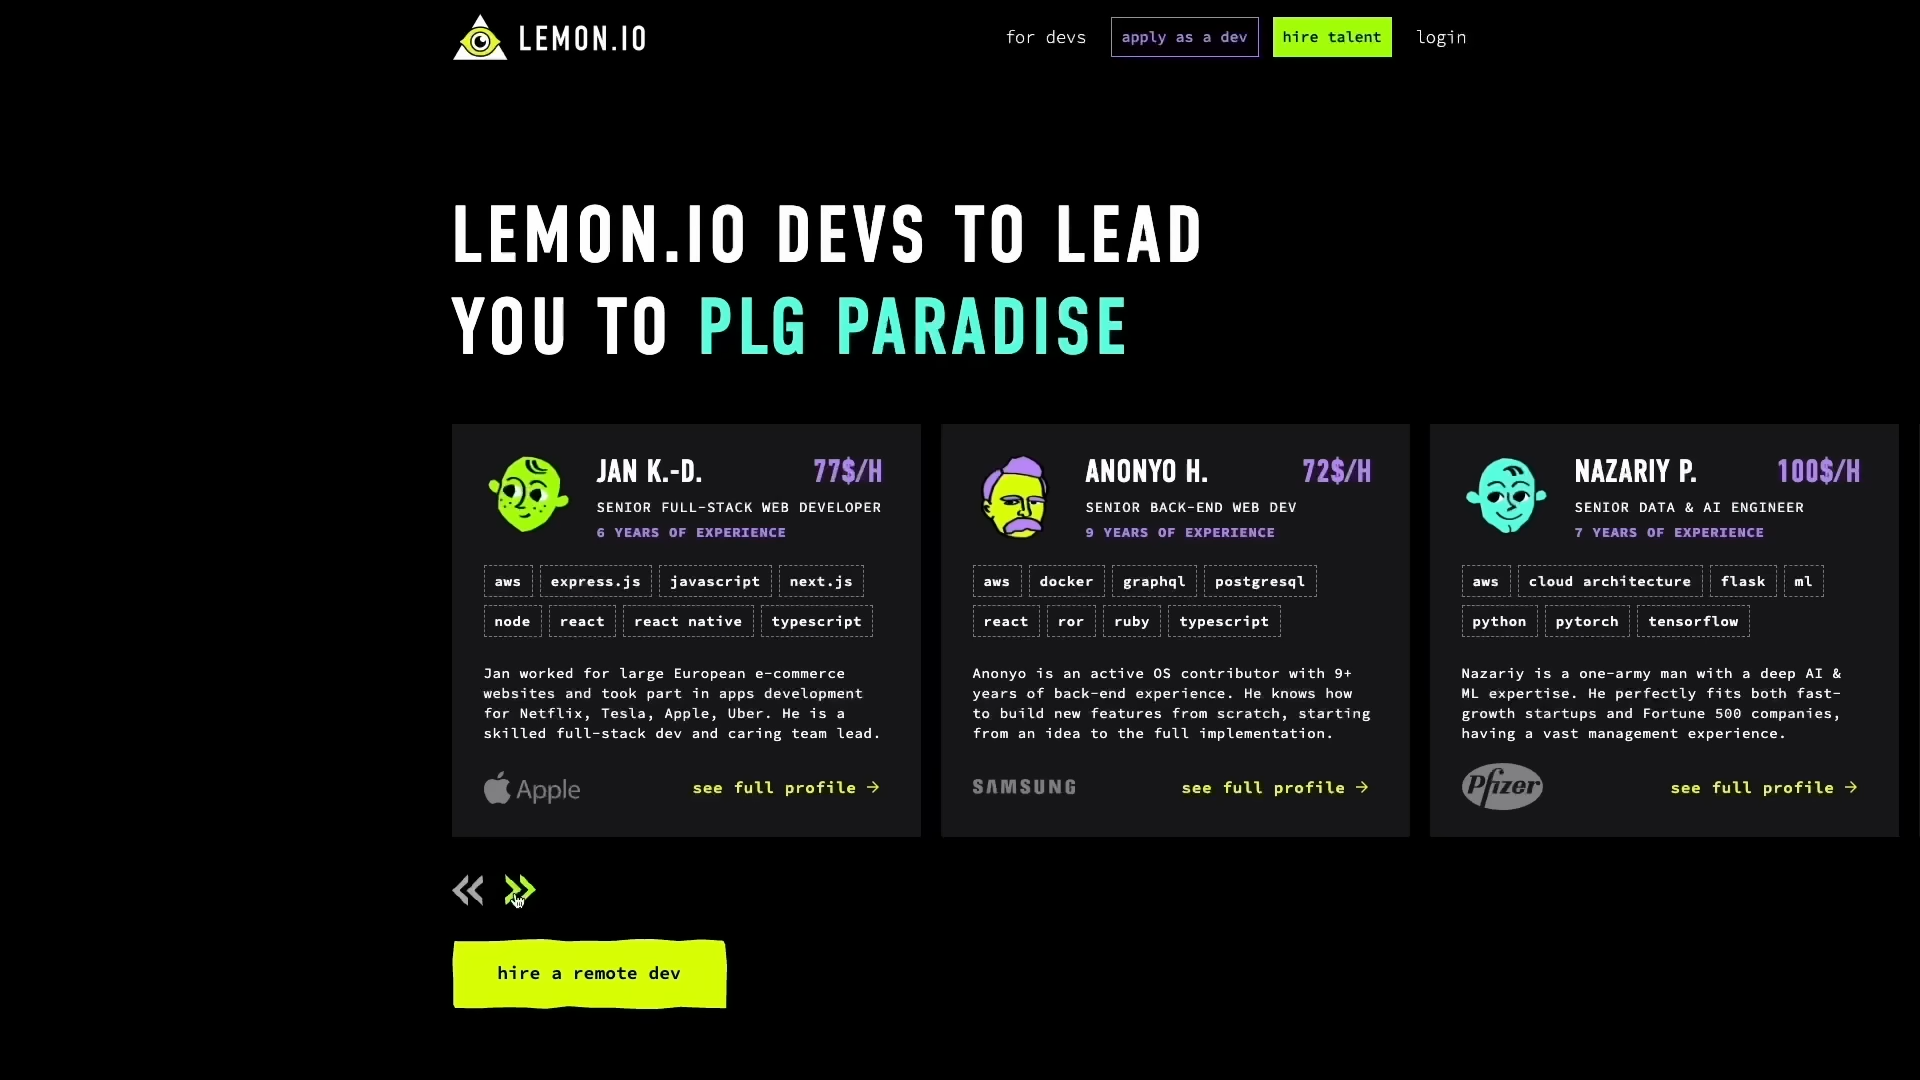 LEMON.IO
for devs
apply as a dev
hire talent
login
LEMON.IO DEVS TO LEAD
YOU TO PLG PARADISE
JAN K.-D.
77$/H
SENIOR FULL-STACK WEB DEVELOPER
6 YEARS OF EXPERIENCE
aws
express.js
javascript
next.js
node
react
react native
typescript
Jan worked for large European e-commerce
websites and took part in apps development
for Netflix, Tesla, Apple, Uber. He is a
skilled full-stack dev and caring team lead.
Apple
see full profile →
ANONYO H.
72$/H
SENIOR BACK-END WEB DEV
9 YEARS OF EXPERIENCE
aws
docker
graphql
postgresql
react
ror
ruby
typescript
Anonyo is an active OS contributor with 9+
years of back-end experience. He knows how
to build new features from scratch, starting
from an idea to the full implementation.
SAMSUNG
see full profile →
NAZARIY P.
100$/H
SENIOR DATA & AI ENGINEER
7 YEARS OF EXPERIENCE
aws
cloud architecture
flask
ml
python
pytorch
tensorflow
Nazariy is a one-army man with a deep AI &
ML expertise. He perfectly fits both fast-
growth startups and Fortune 500 companies,
having a vast management experience.
Pfizer
see full profile →
hire a remote dev